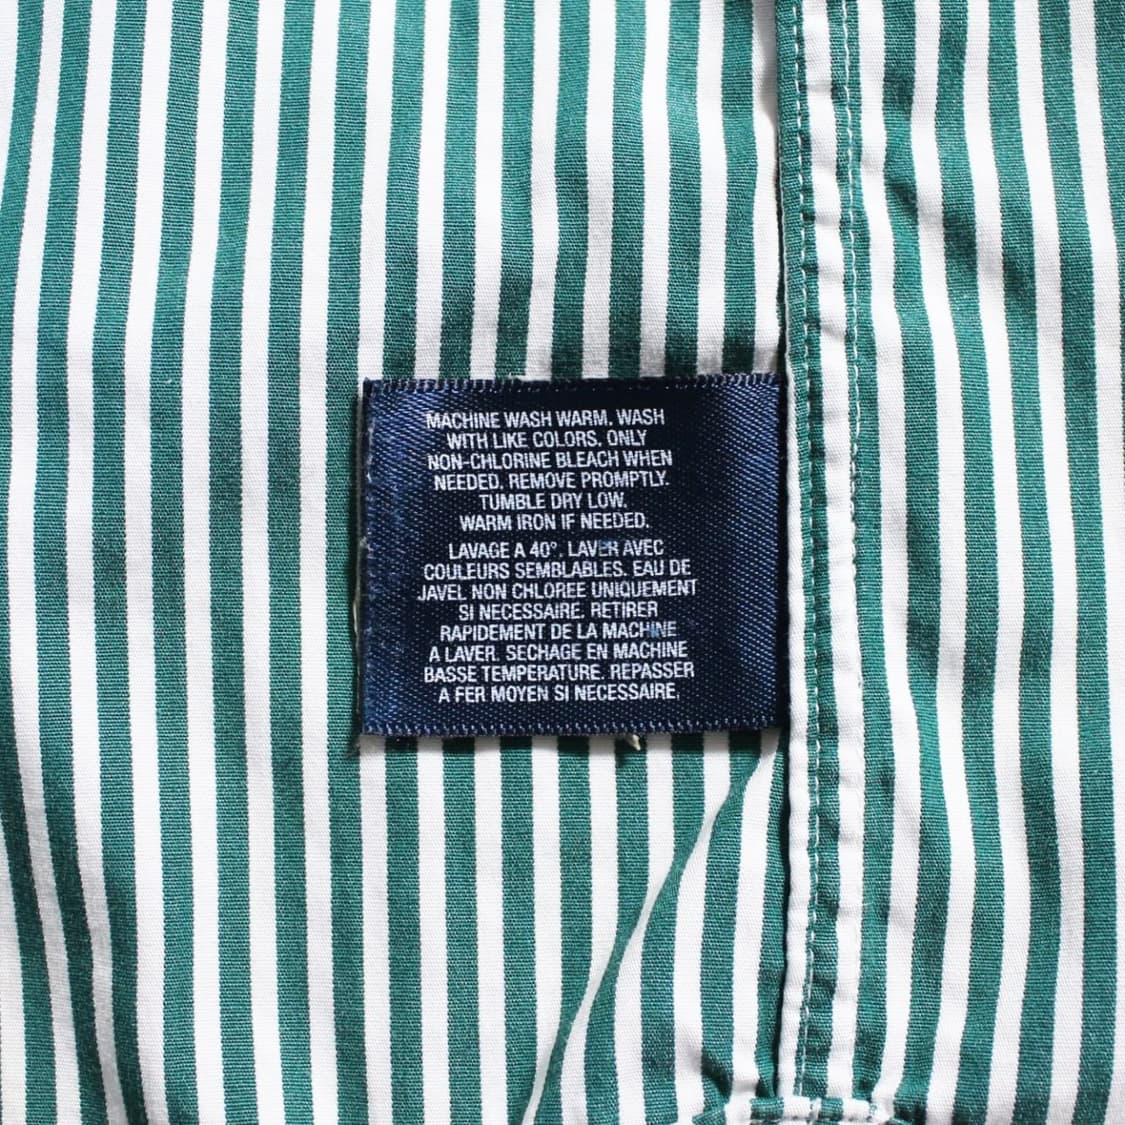 MACHINE WASH WARM. WASH
WITH LIKE COLORS. ONLY
NON-CHLORINE BLEACH WHEN
NEEDED. REMOVE PROMPTLY.
TUMBLE DRY LOW.
WARM IRON IF NEEDED.
LAVAGE A 40°. LAVER AVEC
COULEURS SEMBLABLES. EAU DE
JAVEL NON CHLOREE UNIQUEMENT
SI NECESSAIRE. RETIRER
RAPIDEMENT DE LA MACHINE
A LAVER. SECHAGE EN MACHINE
BASSE TEMPERATURE. REPASSER
A FER MOYEN SI NECESSAIRE.